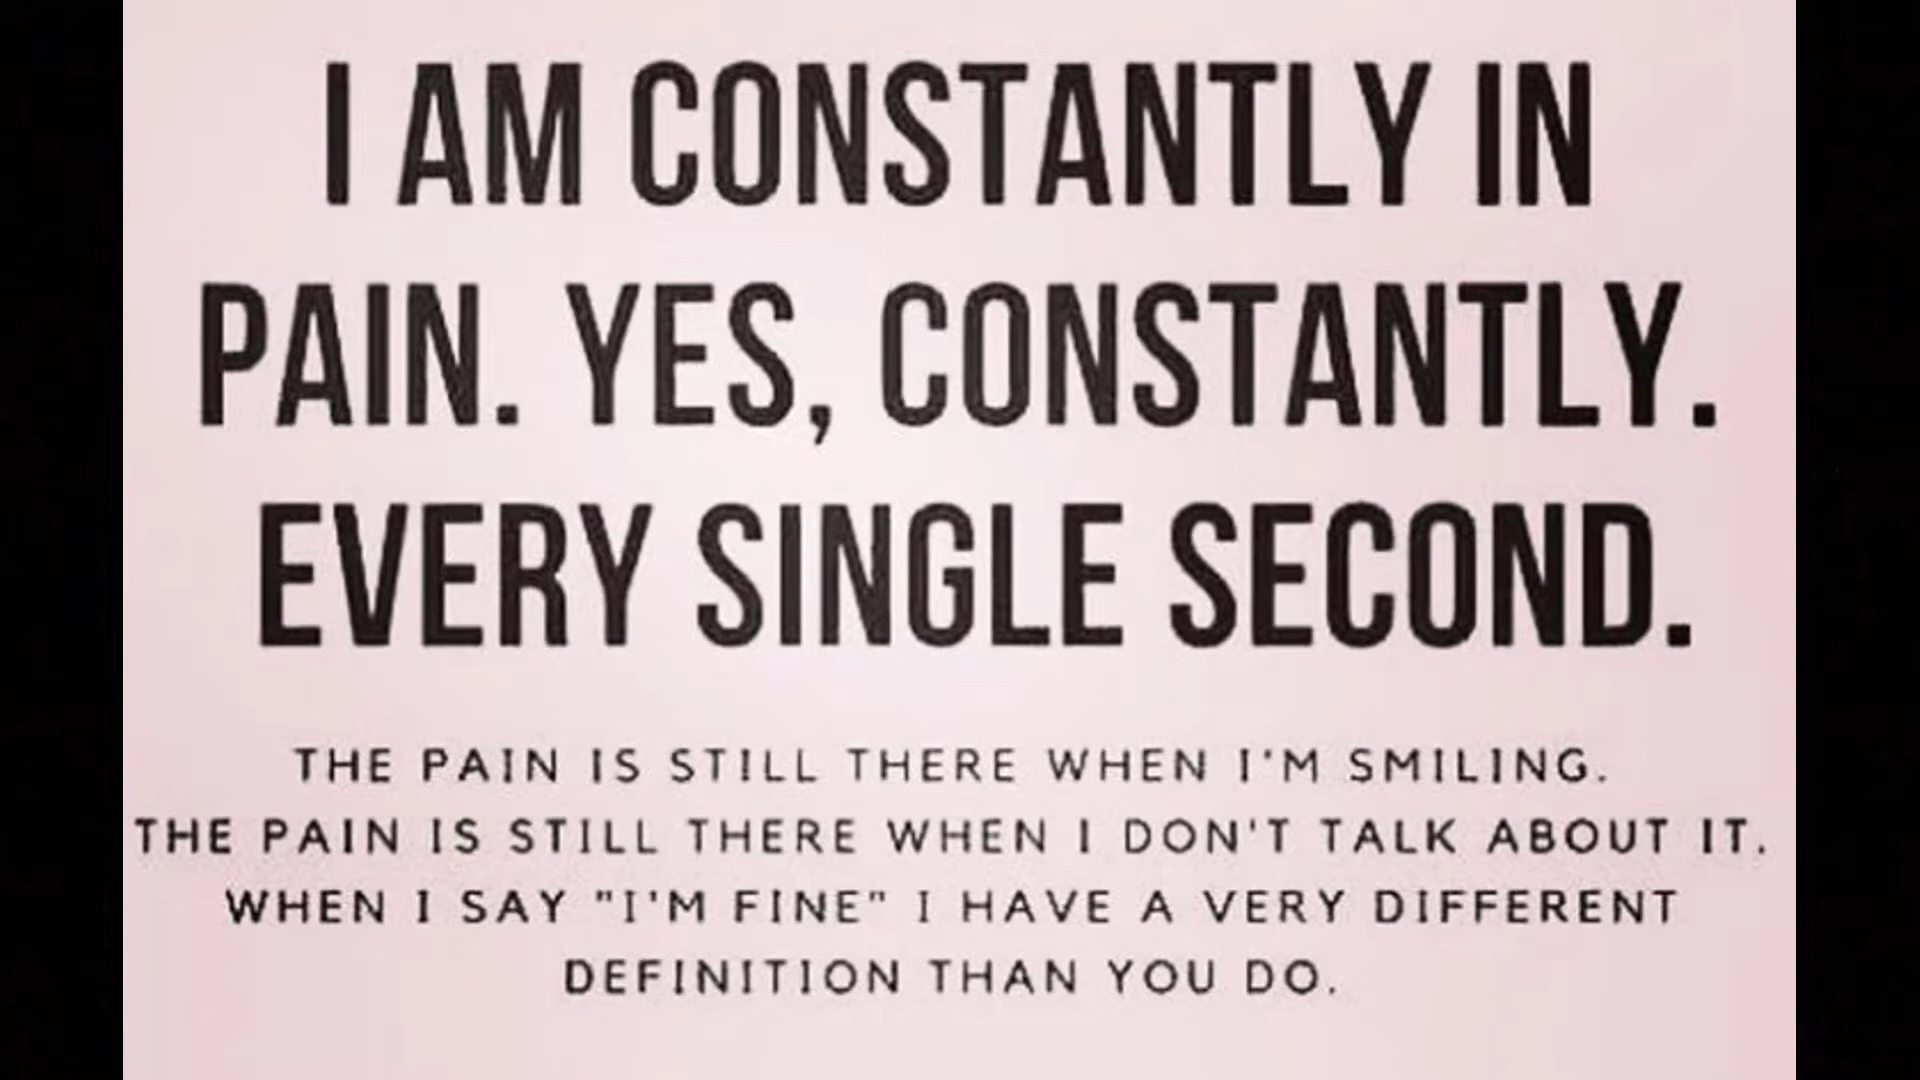 I AM CONSTANTLY IN
PAIN. YES, CONSTANTLY.
EVERY SINGLE SECOND.
THE PAIN IS STILL THERE WHEN I'M SMILING.
THE PAIN IS STILL THERE WHEN I DON'T TALK ABOUT IT.
WHEN I SAY "I'M FINE" I HAVE A VERY DIFFERENT
DEFINITION THAN YOU DO.